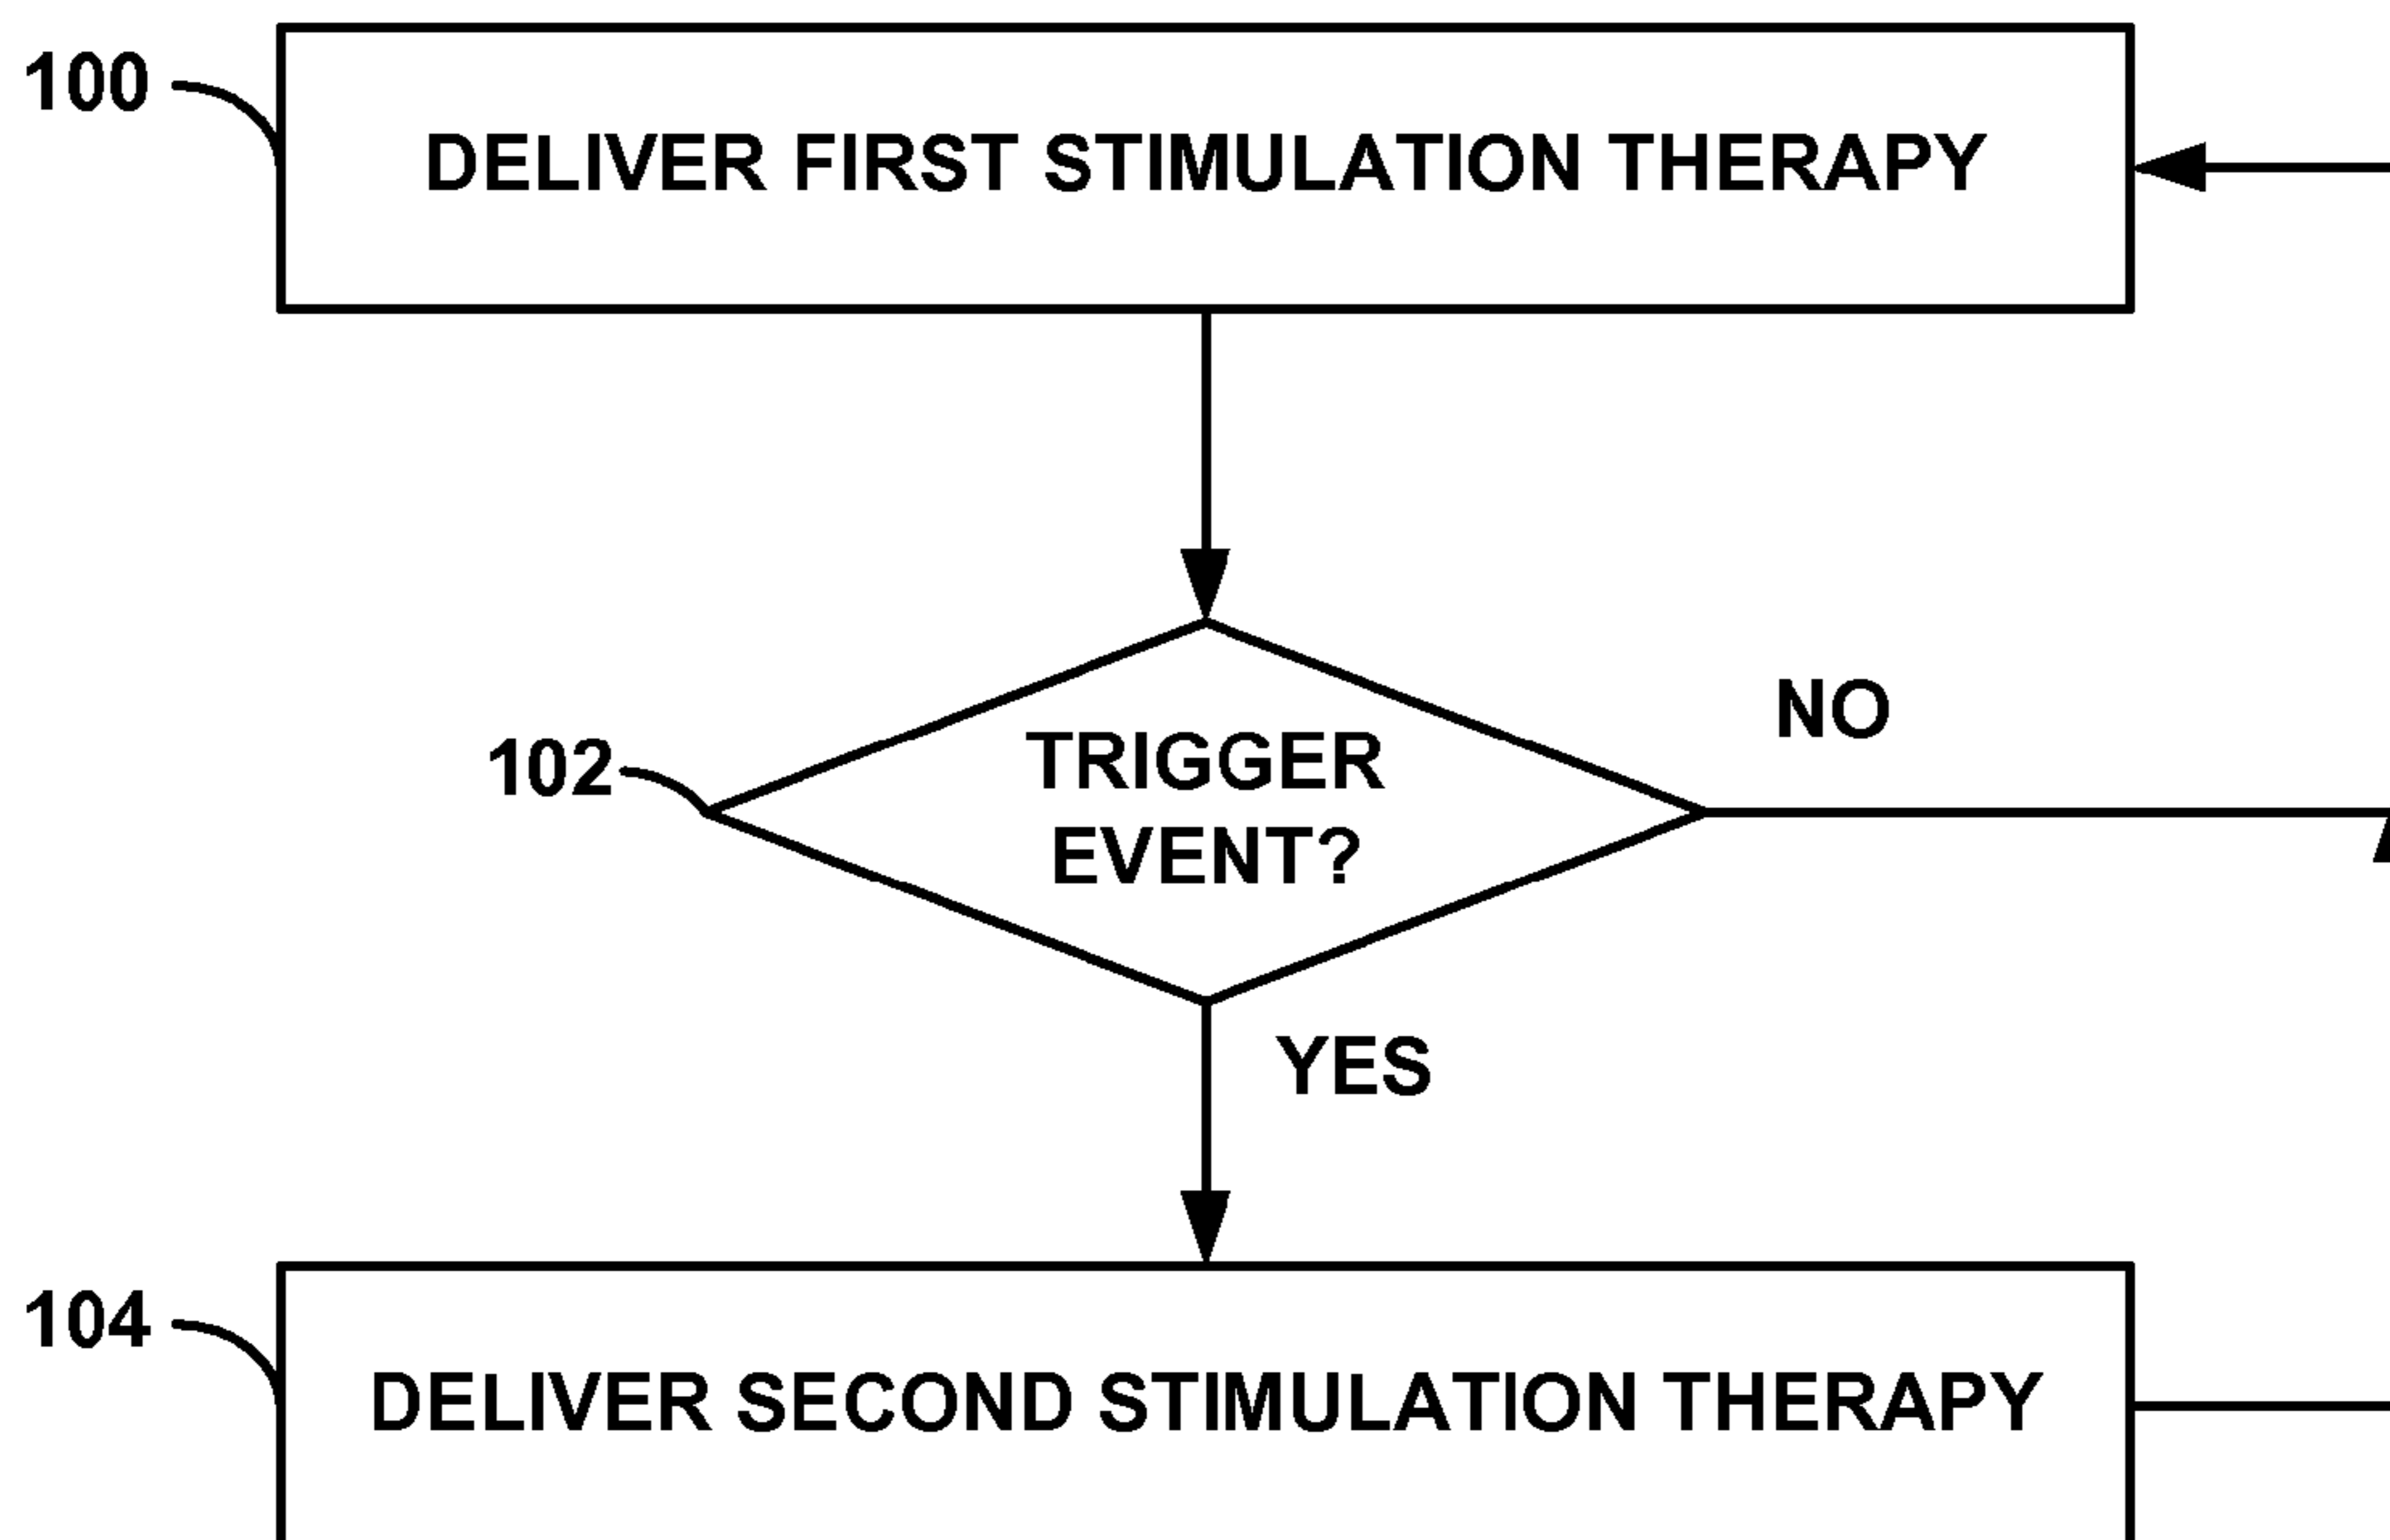 100
DELIVER FIRST STIMULATION THERAPY
NO
102
TRIGGER
EVENT?
YES
104
DELIVER SECOND STIMULATION THERAPY